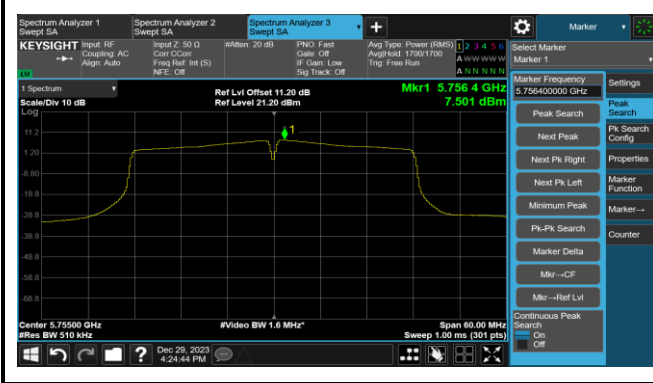 Spectrum Analyzer 1
Swept SA
Spectrum Analyzer 2
Swept SA
Spectrum Analyzer 3
Swept SA
+
Marker
KEYSIGHT
Input: RF
Coupling: AC
Align: Auto
Input Z: 50 Ω
Corr CCorr
Freq Ref: Int (S)
NFE: Off
#Atten: 20 dB
PNO: Fast
Gate: Off
IF Gain: Low
Sig Track: Off
Avg Type: Power (RMS)
Avg|Hold: 1700/1700
Trig: Free Run
1 2 3 4 5 6
A W W W W W
A N N N N N
Select Marker
Marker 1
1 Spectrum
Scale/Div 10 dB
Log
Ref Lvl Offset 11.20 dB
Ref Level 21.20 dBm
Mkr1 5.756 4 GHz
7.501 dBm
1
11.2
1.20
-8.80
-18.8
-28.8
-38.8
-48.8
-58.8
-68.8
Center 5.75500 GHz
#Res BW 510 kHz
#Video BW 1.6 MHz*
Span 60.00 MHz
Sweep 1.00 ms (301 pts)
Marker Frequency
5.756400000 GHz
Peak Search
Next Peak
Next Pk Right
Next Pk Left
Minimum Peak
Pk-Pk Search
Marker Delta
Mkr→CF
Mkr→Ref Lvl
Continuous Peak
Search
On
Off
Settings
Peak
Search
Pk Search
Config
Properties
Marker
Function
Marker→
Counter
?
Dec 29, 2023
4:24:44 PM